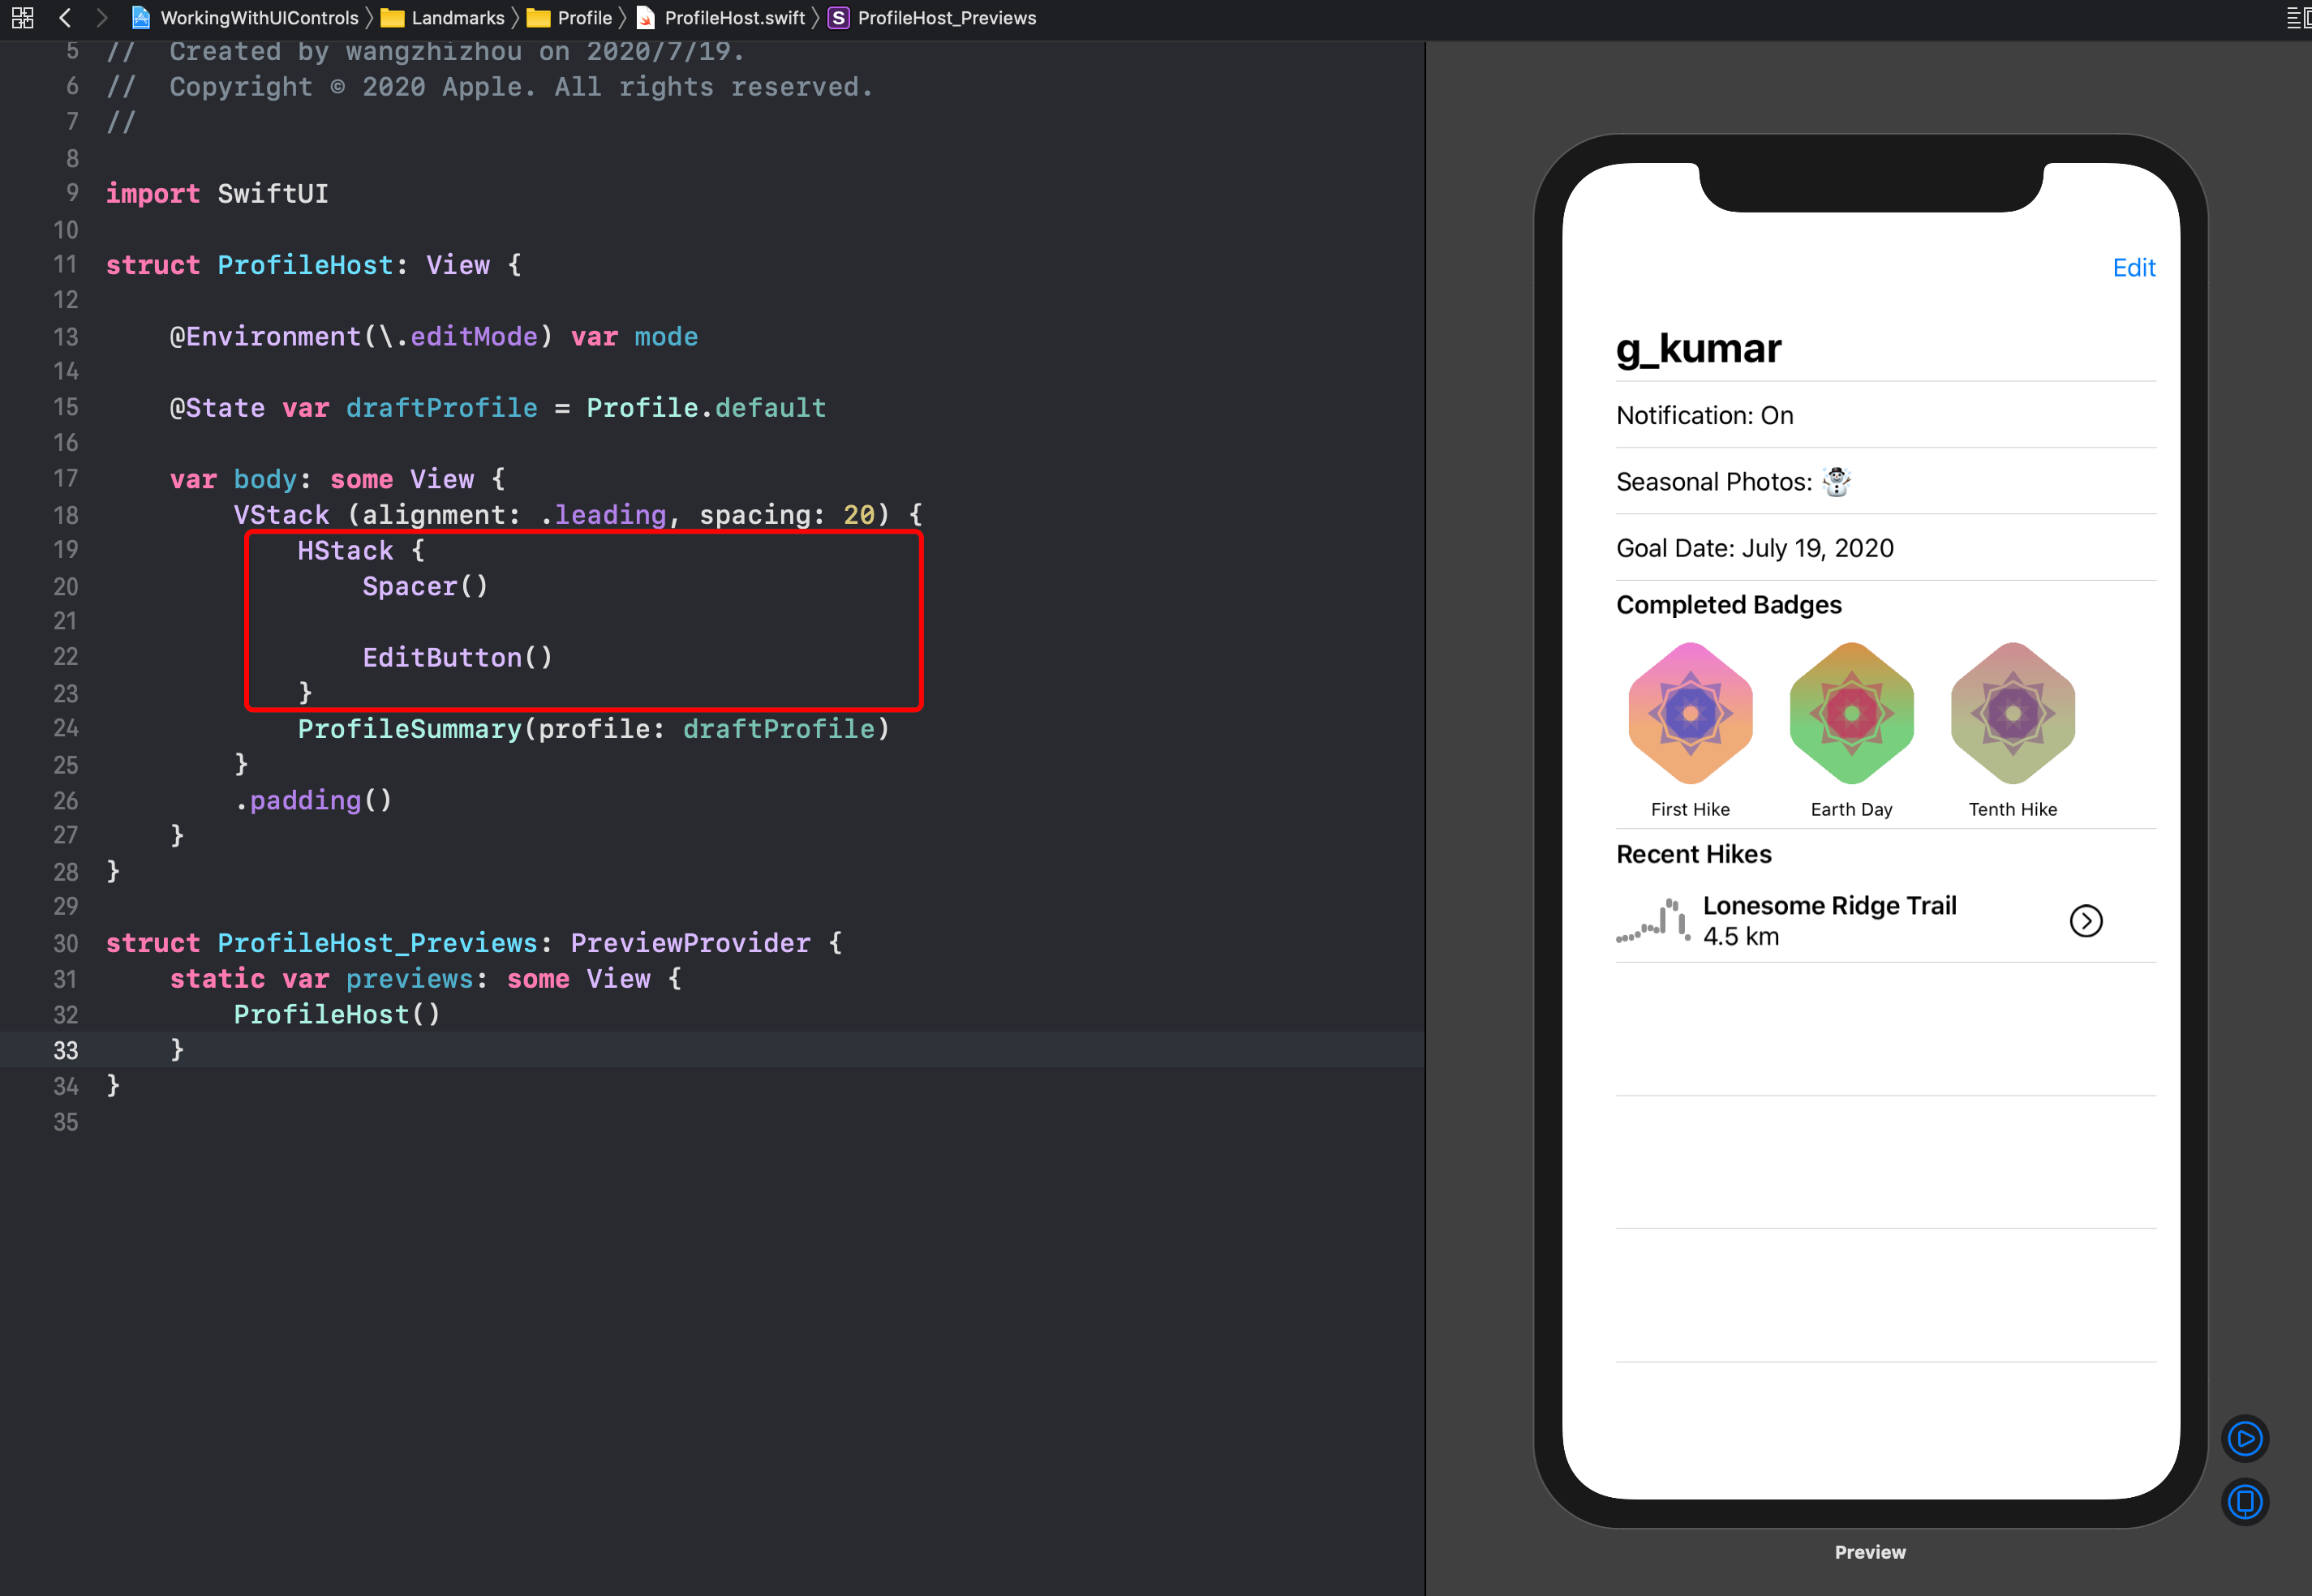 WorkingWithUIControls Landmarks Profile ProfileHost.swift S ProfileHost_Previews
5 //  Created by wangzhizhou on 2020/7/19.
6 //  Copyright © 2020 Apple. All rights reserved.
7 //
8
9 import SwiftUI
10
11 struct ProfileHost: View {
12
13     @Environment(\.editMode) var mode
14
15     @State var draftProfile = Profile.default
16
17     var body: some View {
18         VStack (alignment: .leading, spacing: 20) {
19             HStack {
20                 Spacer()
21
22                 EditButton()
23             }
24             ProfileSummary(profile: draftProfile)
25         }
26         .padding()
27     }
28 }
29
30 struct ProfileHost_Previews: PreviewProvider {
31     static var previews: some View {
32         ProfileHost()
33     }
34 }
35
Edit
g_kumar
Notification: On
Seasonal Photos: ☃️
Goal Date: July 19, 2020
Completed Badges
First Hike Earth Day Tenth Hike
Recent Hikes
Lonesome Ridge Trail
4.5 km
Preview